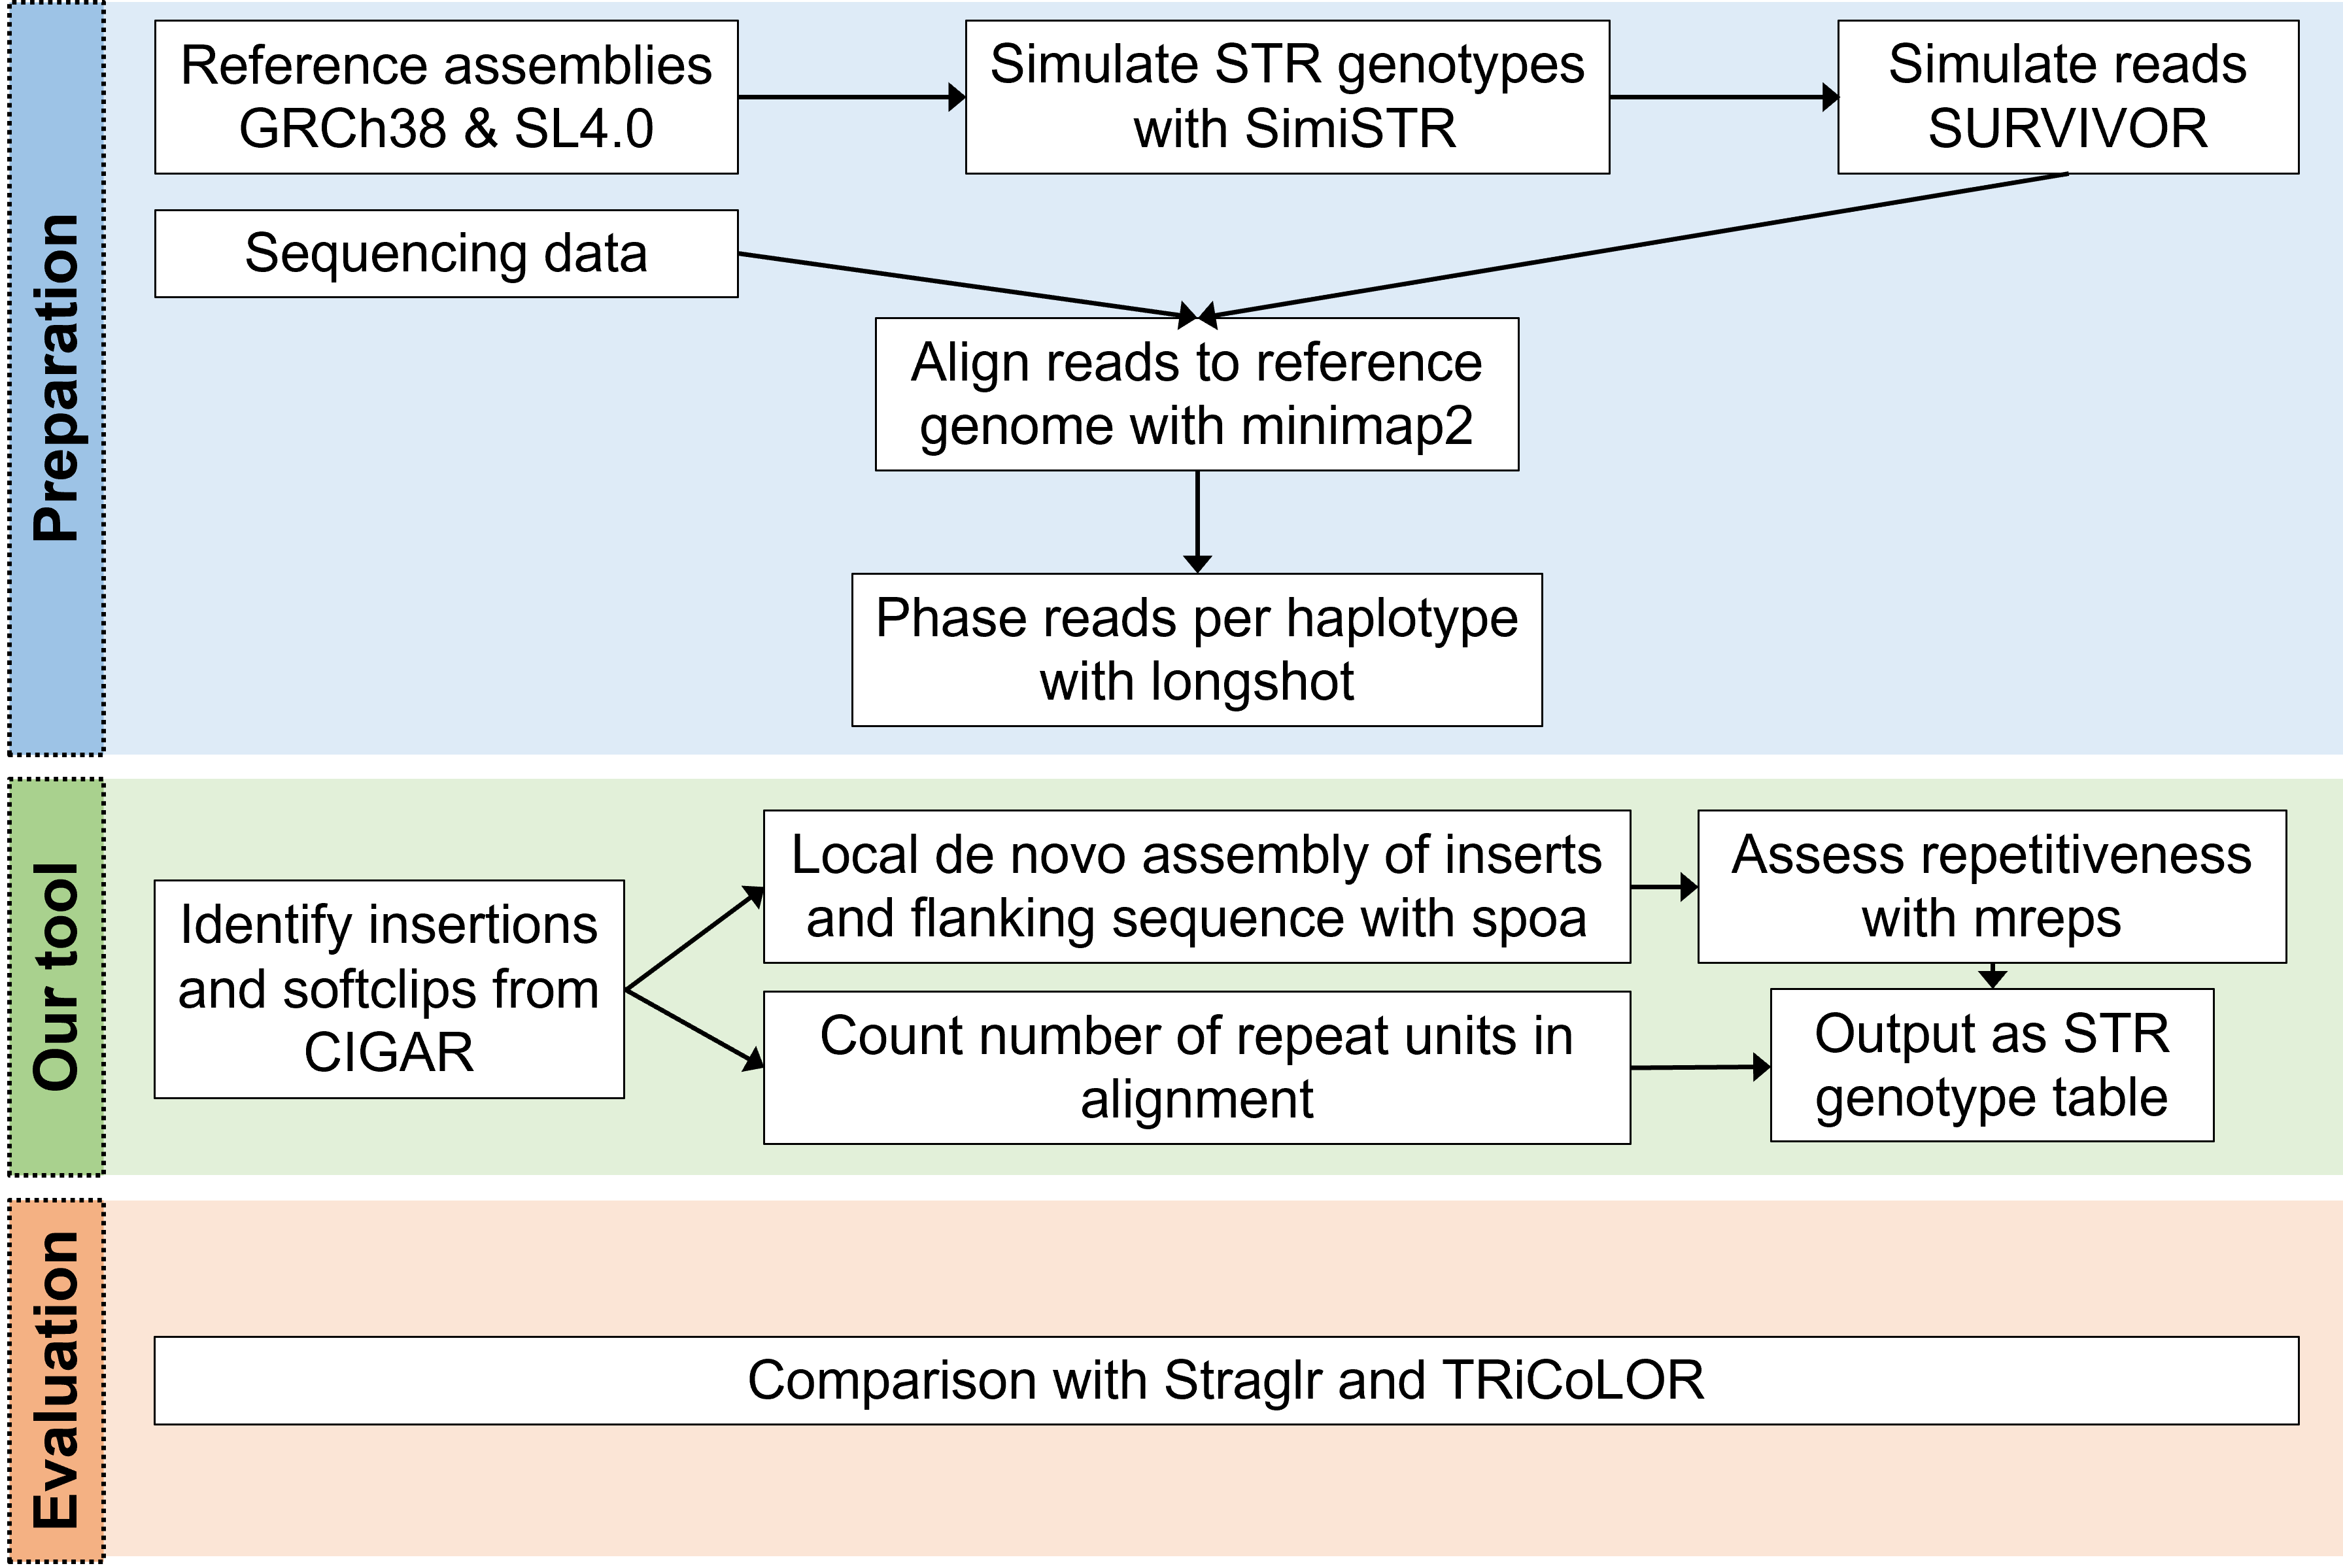 Preparation
Reference assemblies
GRCh38 & SL4.0
Simulate STR genotypes
with SimiSTR
Simulate reads
SURVIVOR
Sequencing data
Align reads to reference
genome with minimap2
Phase reads per haplotype
with longshot
Our tool
Identify insertions
and softclips from
CIGAR
Local de novo assembly of inserts
and flanking sequence with spoa
Assess repetitiveness
with mreps
Count number of repeat units in
alignment
Output as STR
genotype table
Evaluation
Comparison with Straglr and TRiCoLOR